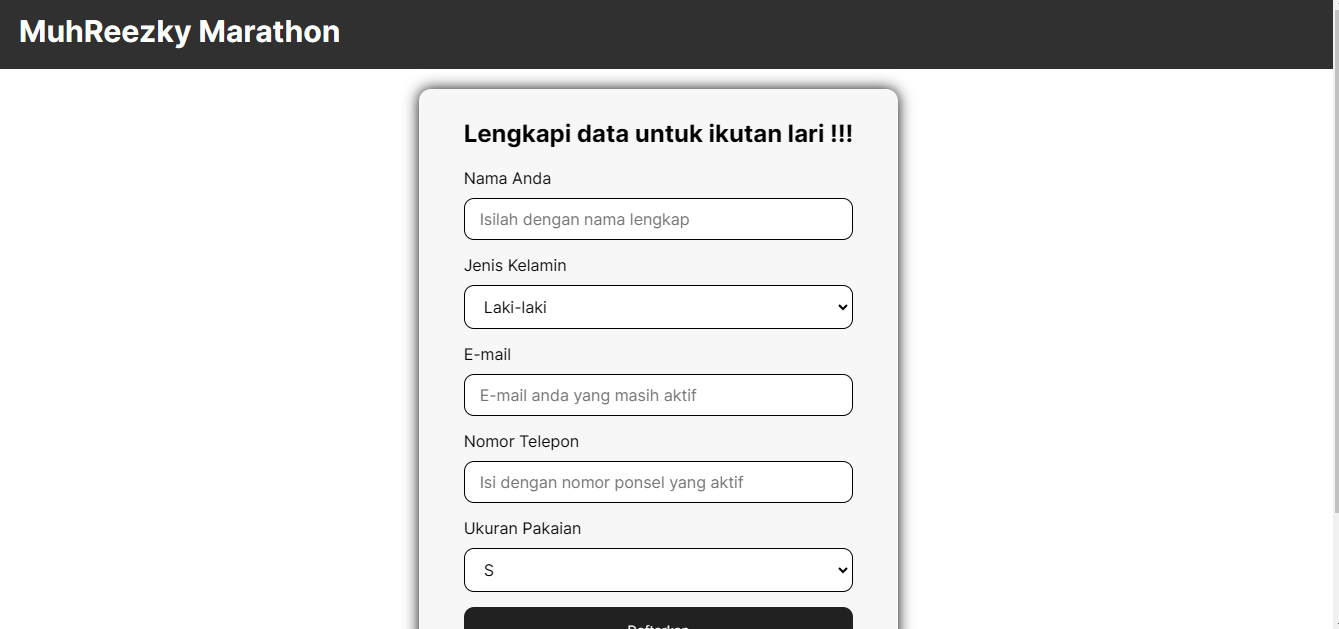 MuhReezky Marathon
Lengkapi data untuk ikutan lari !!!
Nama Anda
Isilah dengan nama lengkap
Jenis Kelamin
Laki-laki
E-mail
E-mail anda yang masih aktif
Nomor Telepon
Isi dengan nomor ponsel yang aktif
Ukuran Pakaian
S
Daftarkan